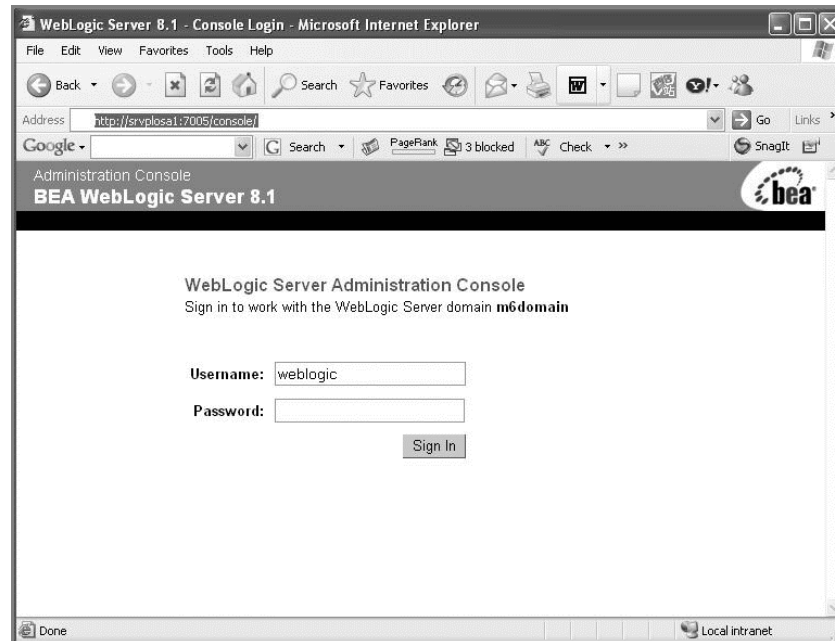 WebLogic Server 8.1 - Console Login - Microsoft Internet Explorer
File Edit View Favorites Tools Help
Back Search Favorites
Address http://srvplosa1:7005/console/ Go Links »
Google Search PageRank 3 blocked ABC Check » SnagIt
Administration Console
BEA WebLogic Server 8.1
bea
WebLogic Server Administration Console
Sign in to work with the WebLogic Server domain m6domain
Username: weblogic
Password:
Sign In
Done Local intranet